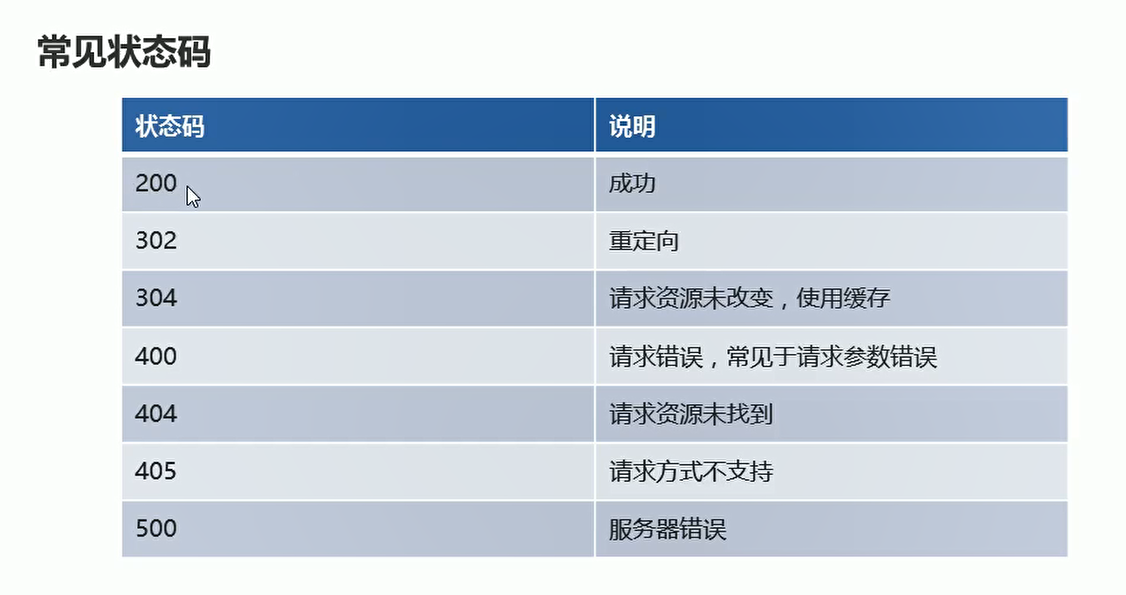 常见状态码
状态码 说明
200 成功
302 重定向
304 请求资源未改变，使用缓存
400 请求错误，常见于请求参数错误
404 请求资源未找到
405 请求方式不支持
500 服务器错误